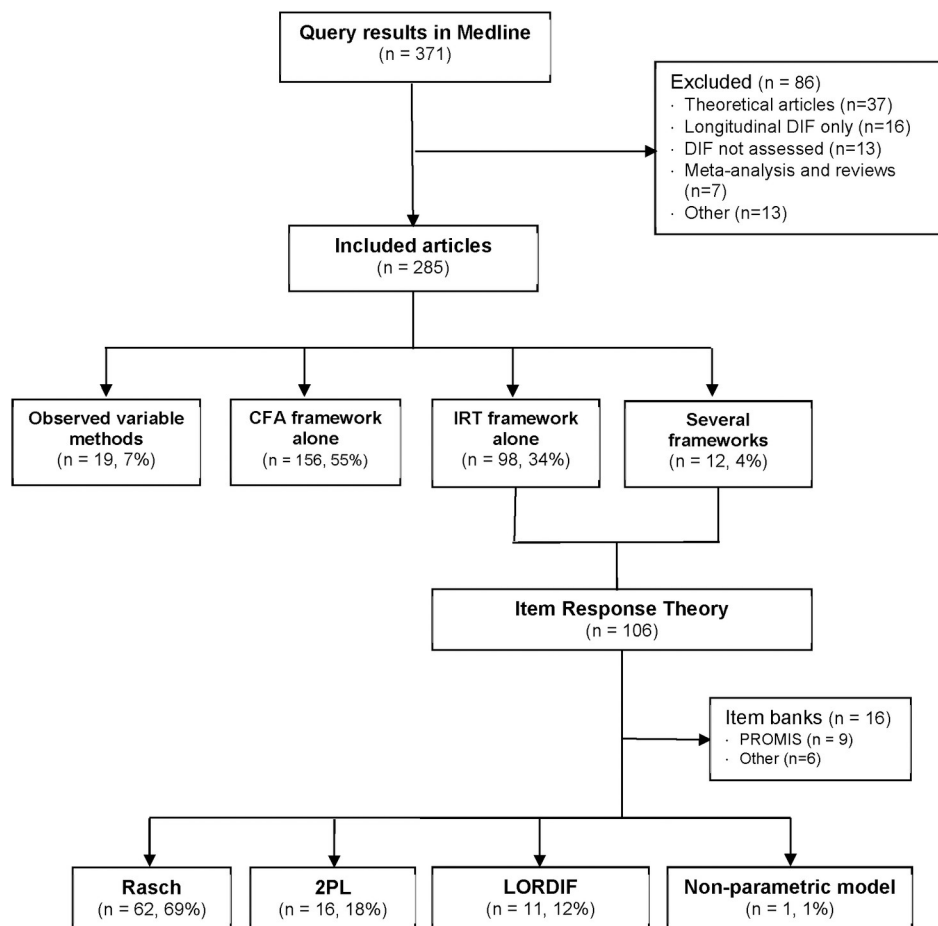 Query results in Medline
(n = 371)
Excluded (n = 86)
· Theoretical articles (n=37)
· Longitudinal DIF only (n=16)
· DIF not assessed (n=13)
· Meta-analysis and reviews
(n=7)
· Other (n=13)
Included articles
(n = 285)
Observed variable
methods
(n = 19, 7%)
CFA framework
alone
(n = 156, 55%)
IRT framework
alone
(n = 98, 34%)
Several
frameworks
(n = 12, 4%)
Item Response Theory
(n = 106)
Item banks (n = 16)
· PROMIS (n = 9)
· Other (n=6)
Rasch
(n = 62, 69%)
2PL
(n = 16, 18%)
LORDIF
(n = 11, 12%)
Non-parametric model
(n = 1, 1%)